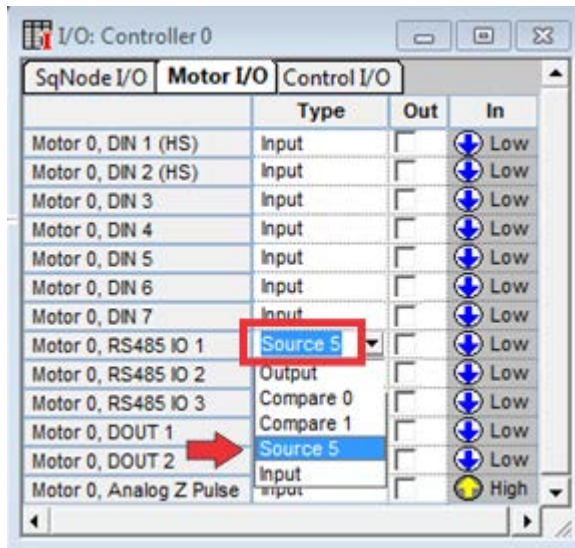 I/O: Controller 0
SqNode I/O Motor I/O Control I/O
Type Out In
Motor 0, DIN 1 (HS) Input Low
Motor 0, DIN 2 (HS) Input Low
Motor 0, DIN 3 Input Low
Motor 0, DIN 4 Input Low
Motor 0, DIN 5 Input Low
Motor 0, DIN 6 Input Low
Motor 0, DIN 7 Input Low
Motor 0, RS485 IO 1 Source 5 Low
Motor 0, RS485 IO 2 Output Low
Motor 0, RS485 IO 3 Compare 0 Low
Compare 1
Motor 0, DOUT 1 Low
Source 5
Motor 0, DOUT 2 Low
Input
Motor 0, Analog Z Pulse Input High